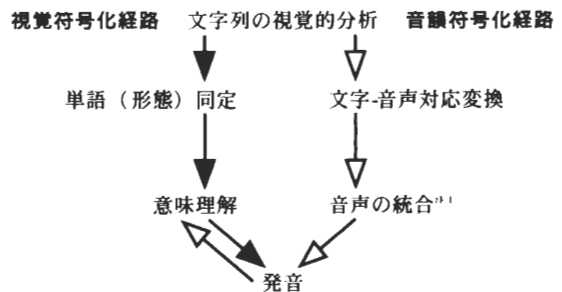 視覚符号化経路 文字列の視覚的分析 音韻符号化経路
単語（形態）同定 文字-音声対応変換
意味理解 音声の統合注1
発音